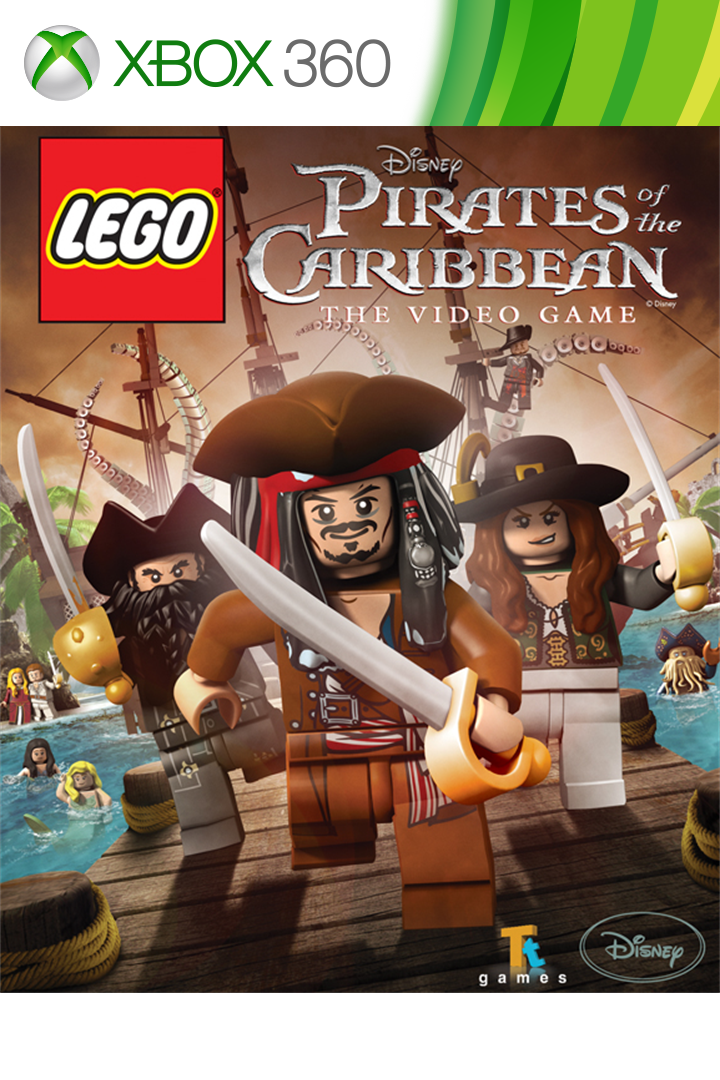 XBOX 360
LEGO®
Disney
PIRATES of the
CARIBBEAN
© Disney
THE VIDEO GAME
Tt
games
Disney